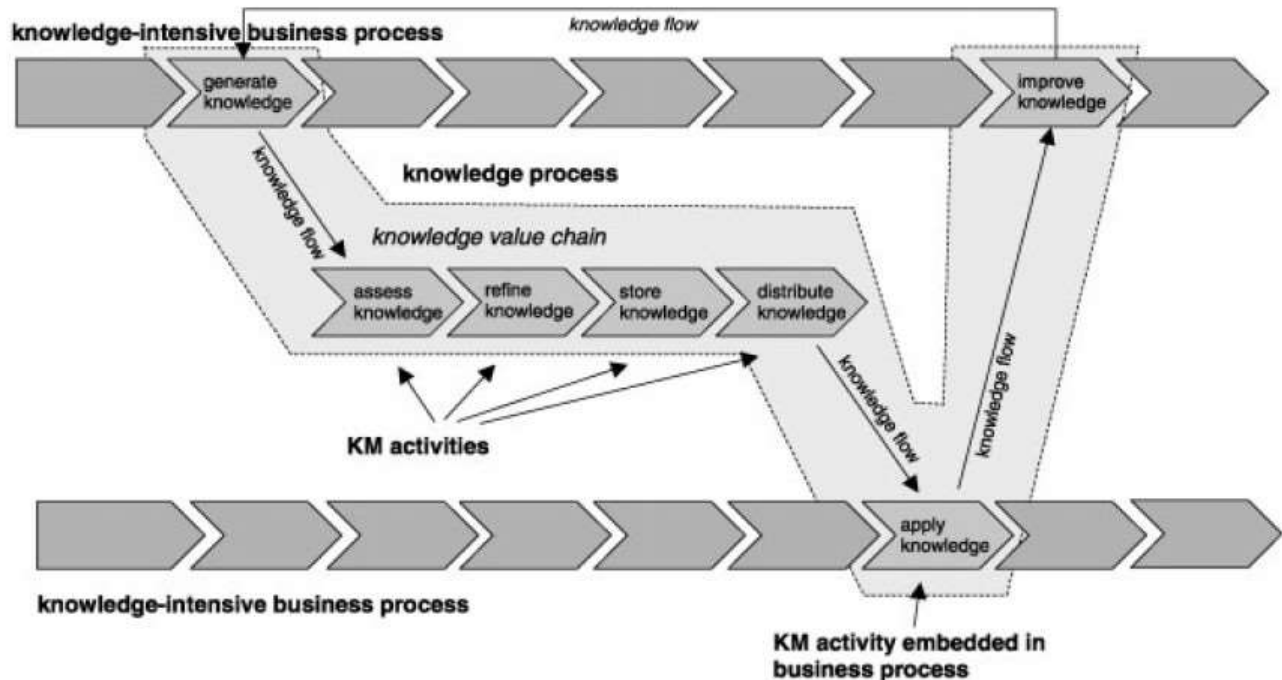 knowledge flow
knowledge-intensive business process
generate
knowledge
improve
knowledge
knowledge flow
knowledge process
knowledge value chain
assess
knowledge
refine
knowledge
store
knowledge
distribute
knowledge
knowledge flow
knowledge flow
KM activities
apply
knowledge
knowledge-intensive business process
KM activity embedded in
business process